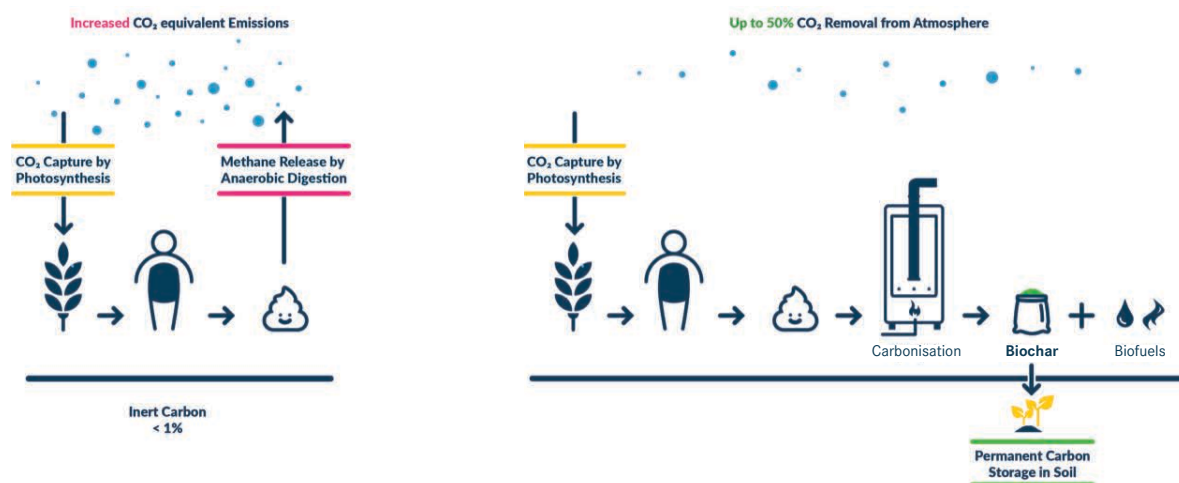 Increased CO₂ equivalent Emissions
CO₂ Capture by
Photosynthesis
Methane Release by
Anaerobic Digestion
Inert Carbon
< 1%
Up to 50% CO₂ Removal from Atmosphere
CO₂ Capture by
Photosynthesis
Carbonisation
Biochar
+
Biofuels
Permanent Carbon
Storage in Soil